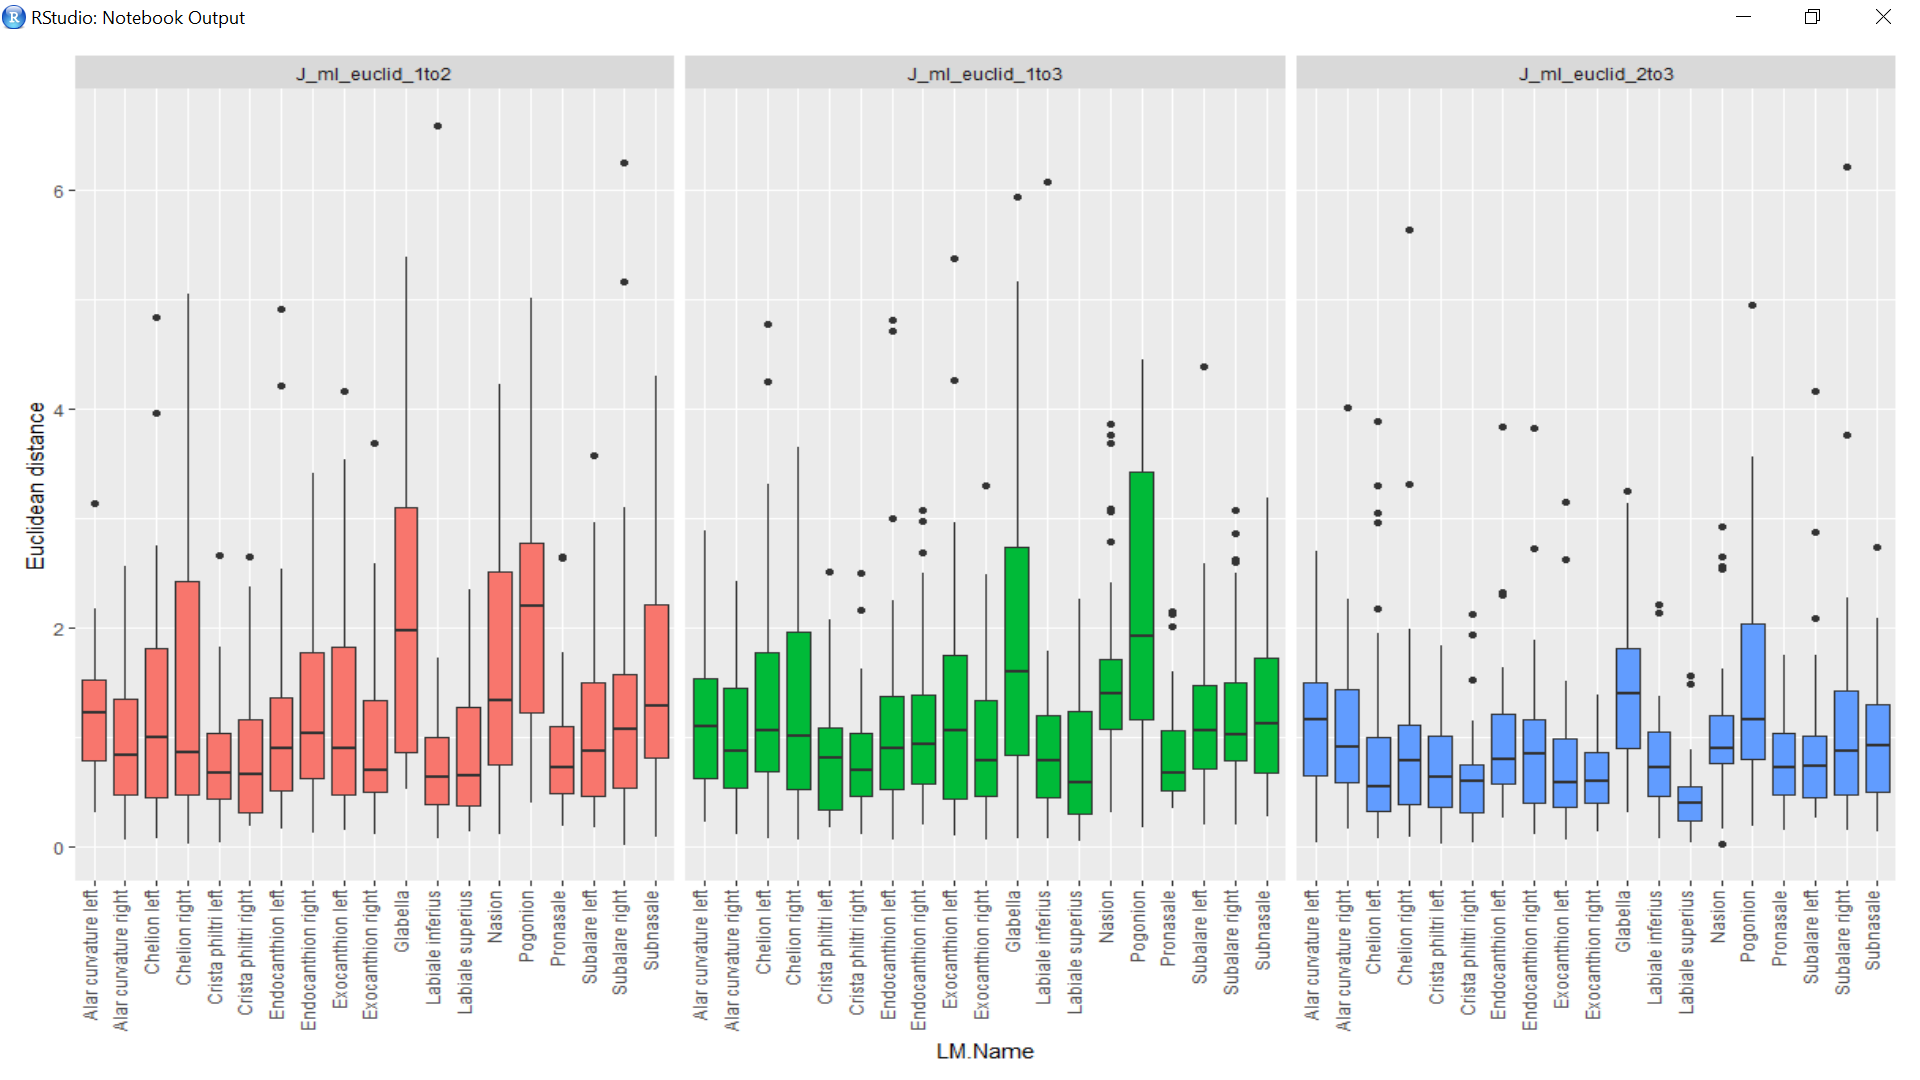 R RStudio: Notebook Output
J_ml_euclid_1to2
J_ml_euclid_1to3
J_ml_euclid_2to3
Euclidean distance
6
4
2
0
Alar curvature left
Alar curvature right
Chelion left
Chelion right
Crista philtri left
Crista philtri right
Endocanthion left
Endocanthion right
Exocanthion left
Exocanthion right
Glabella
Labiale inferius
Labiale superius
Nasion
Pogonion
Pronasale
Subalare left
Subalare right
Subnasale
Alar curvature left
Alar curvature right
Chelion left
Chelion right
Crista philtri left
Crista philtri right
Endocanthion left
Endocanthion right
Exocanthion left
Exocanthion right
Glabella
Labiale inferius
Labiale superius
Nasion
Pogonion
Pronasale
Subalare left
Subalare right
Subnasale
Alar curvature left
Alar curvature right
Chelion left
Chelion right
Crista philtri left
Crista philtri right
Endocanthion left
Endocanthion right
Exocanthion left
Exocanthion right
Glabella
Labiale inferius
Labiale superius
Nasion
Pogonion
Pronasale
Subalare left
Subalare right
Subnasale
LM.Name